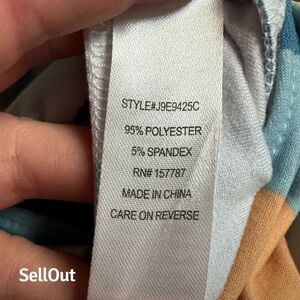 STYLE#J9E9425C
95% POLYESTER
5% SPANDEX
RN# 157787
MADE IN CHINA
CARE ON REVERSE
SellOut